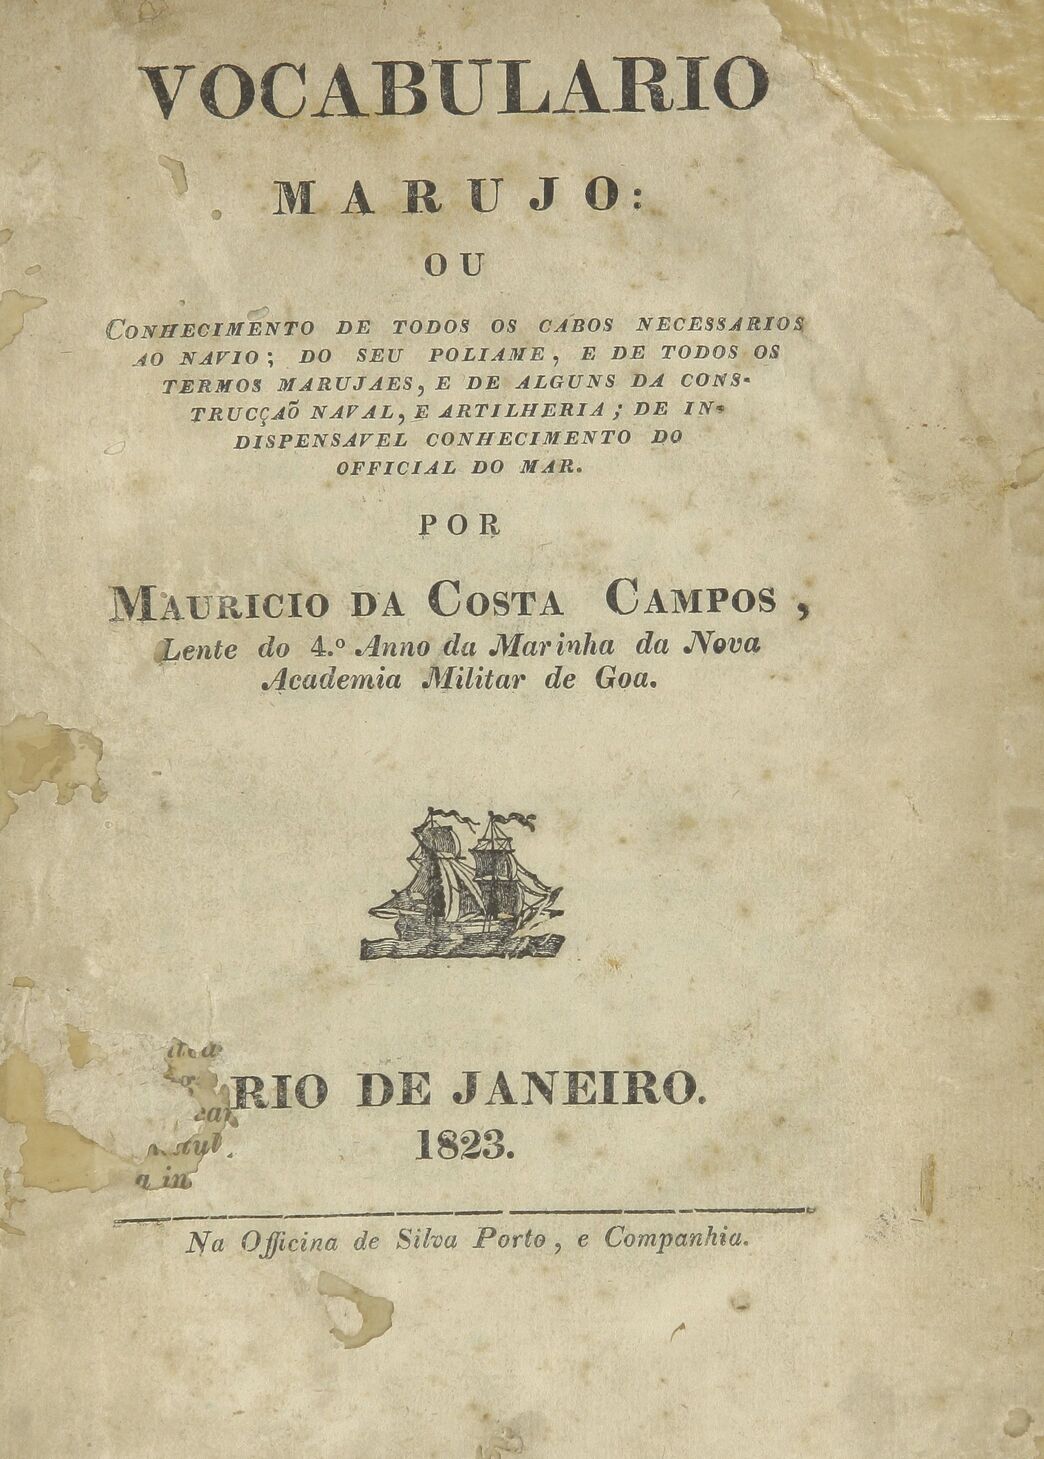 VOCABULARIO
MARUJO:
OU
CONHECIMENTO DE TODOS OS CABOS NECESSARIOS
AO NAVIO; DO SEU POLIAME, E DE TODOS OS
TERMOS MARUJAES, E DE ALGUNS DA CONS-
TRUCÇAÕ NAVAL, E ARTILHERIA; DE IN-
DISPENSAVEL CONHECIMENTO DO
OFFICIAL DO MAR.
POR
MAURICIO DA COSTA CAMPOS,
Lente do 4.º Anno da Marinha da Nova
Academia Militar de Goa.
RIO DE JANEIRO.
1823.
Na Officina de Silva Porto, e Companhia.